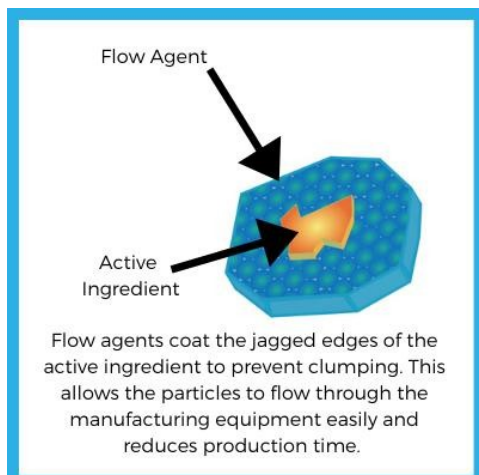 Flow Agent
Active
Ingredient
Flow agents coat the jagged edges of the
active ingredient to prevent clumping. This
allows the particles to flow through the
manufacturing equipment easily and
reduces production time.